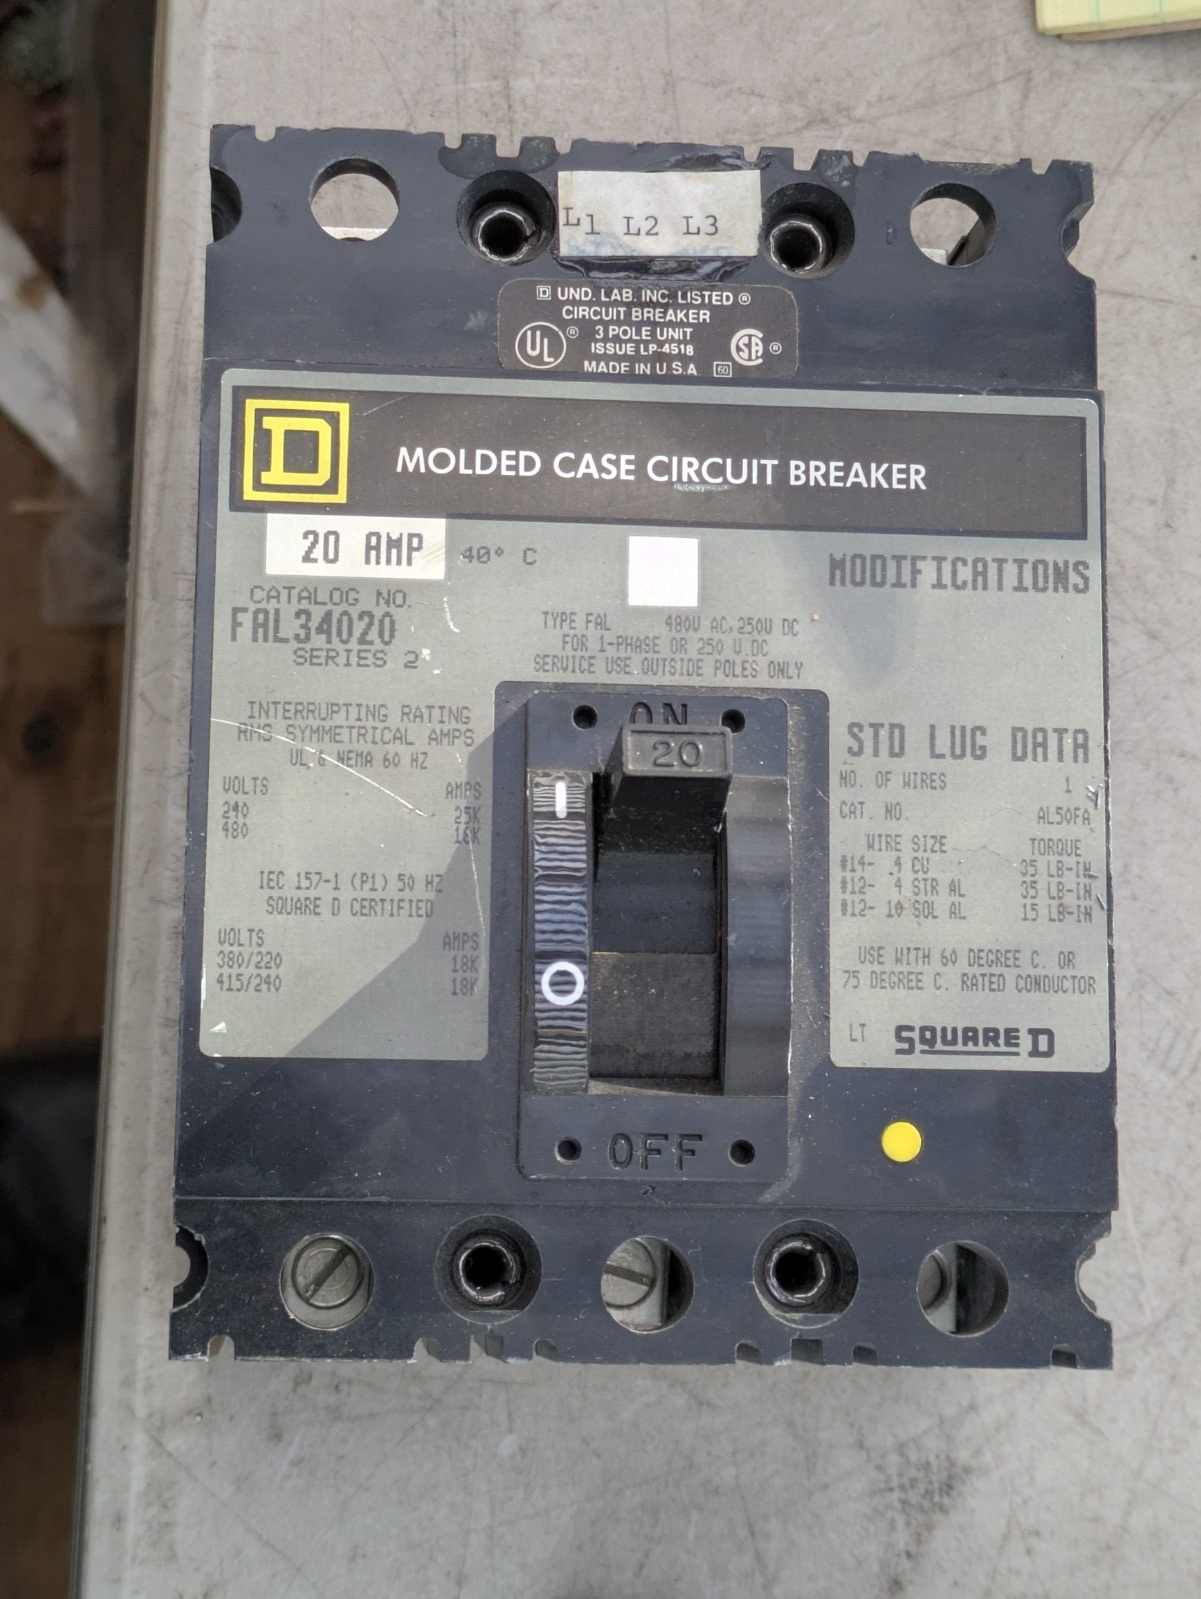 L1 L2 L3
D UND. LAB. INC. LISTED ®
CIRCUIT BREAKER
UL ® 3 POLE UNIT SA ®
ISSUE LP-4518
MADE IN U.S.A 60
D MOLDED CASE CIRCUIT BREAKER
20 AMP 40° C
CATALOG NO.
FAL34020
SERIES 2
TYPE FAL 480V AC, 250V DC
FOR 1-PHASE OR 250 V.DC
SERVICE USE OUTSIDE POLES ONLY
MODIFICATIONS
INTERRUPTING RATING
RMS SYMMETRICAL AMPS
UL & NEMA 60 HZ
VOLTS AMPS
240 25K
480 18K
IEC 157-1 (P1) 50 HZ
SQUARE D CERTIFIED
VOLTS AMPS
380/220 18K
415/240 18K
ON
20
I
O
OFF
STD LUG DATA
NO. OF WIRES 1
CAT. NO. AL50FA
WIRE SIZE TORQUE
#14- 4 CU 35 LB-IN
#12- 4 STR AL 35 LB-IN
#12- 10 SOL AL 15 LB-IN
USE WITH 60 DEGREE C. OR
75 DEGREE C. RATED CONDUCTOR
LT SQUARE D